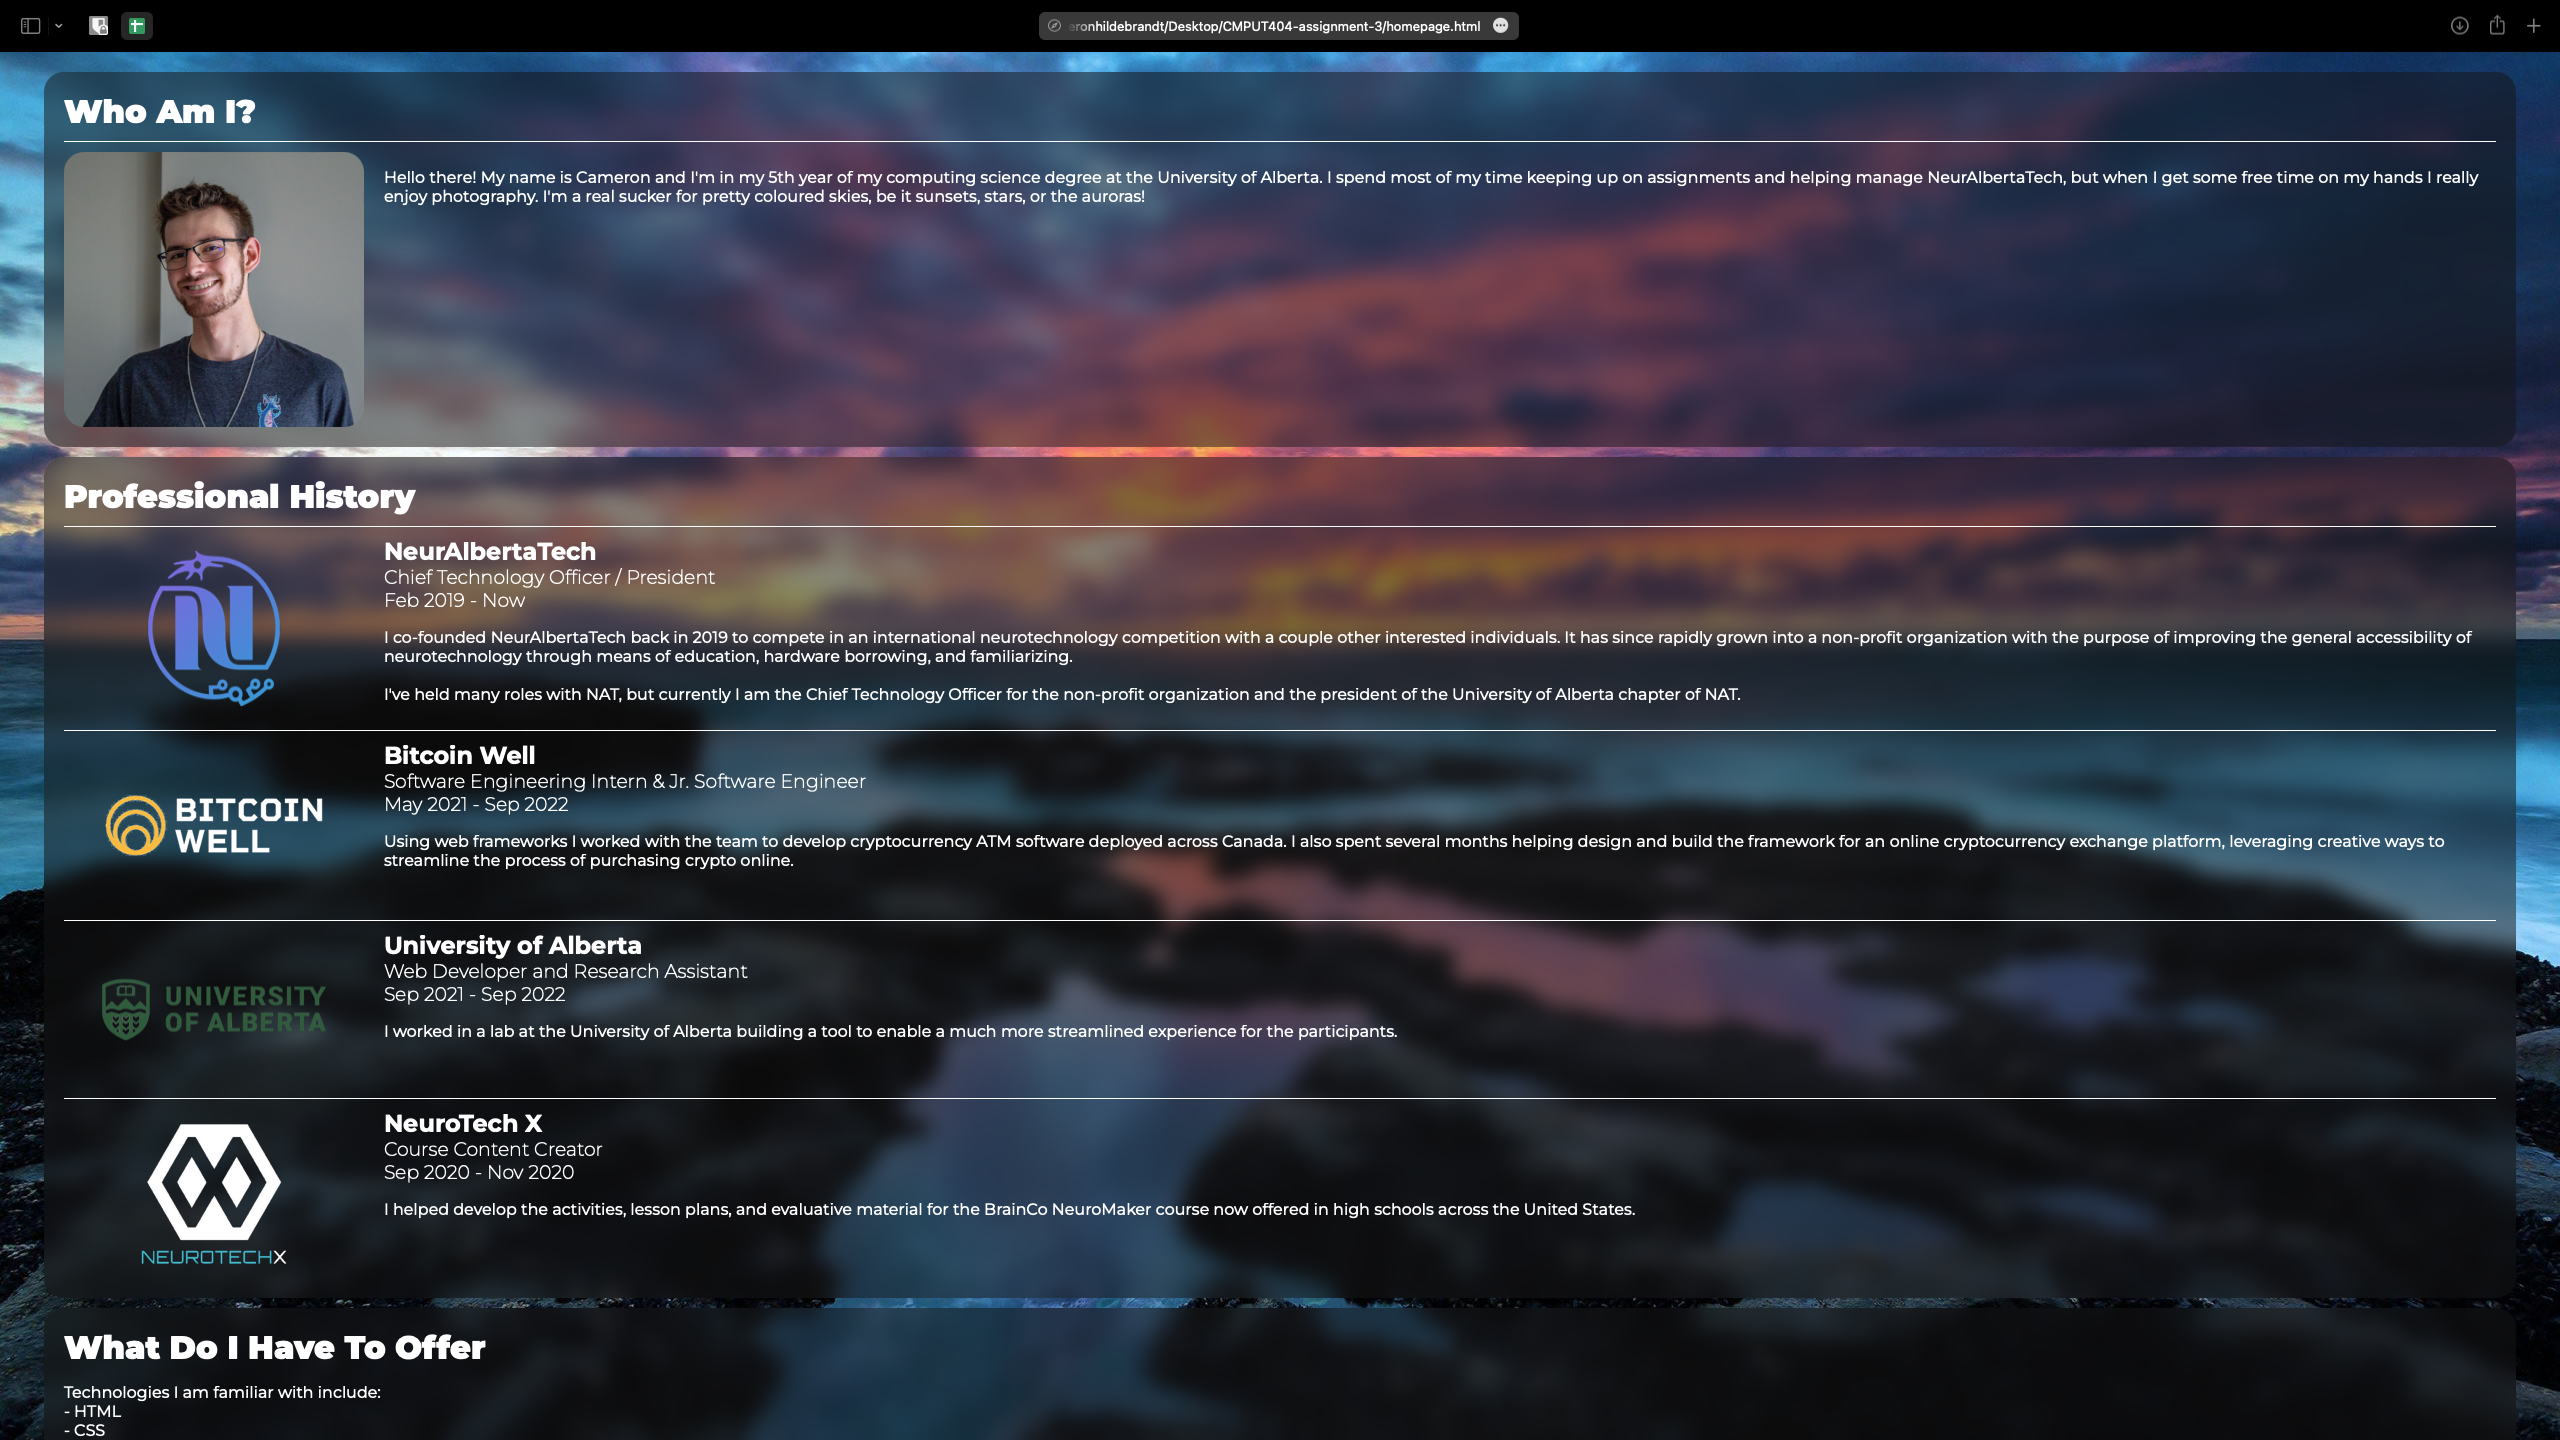 eronhildebrandt/Desktop/CMPUT404-assignment-3/homepage.html
Who Am I?
Hello there! My name is Cameron and I'm in my 5th year of my computing science degree at the University of Alberta. I spend most of my time keeping up on assignments and helping manage NeurAlbertaTech, but when I get some free time on my hands I really
enjoy photography. I'm a real sucker for pretty coloured skies, be it sunsets, stars, or the auroras!
Professional History
NeurAlbertaTech
Chief Technology Officer / President
Feb 2019 - Now
I co-founded NeurAlbertaTech back in 2019 to compete in an international neurotechnology competition with a couple other interested individuals. It has since rapidly grown into a non-profit organization with the purpose of improving the general accessibility of
neurotechnology through means of education, hardware borrowing, and familiarizing.
I've held many roles with NAT, but currently I am the Chief Technology Officer for the non-profit organization and the president of the University of Alberta chapter of NAT.
BITCOIN
WELL
Bitcoin Well
Software Engineering Intern & Jr. Software Engineer
May 2021 - Sep 2022
Using web frameworks I worked with the team to develop cryptocurrency ATM software deployed across Canada. I also spent several months helping design and build the framework for an online cryptocurrency exchange platform, leveraging creative ways to
streamline the process of purchasing crypto online.
UNIVERSITY
OF ALBERTA
University of Alberta
Web Developer and Research Assistant
Sep 2021 - Sep 2022
I worked in a lab at the University of Alberta building a tool to enable a much more streamlined experience for the participants.
NEUROTECHX
NeuroTech X
Course Content Creator
Sep 2020 - Nov 2020
I helped develop the activities, lesson plans, and evaluative material for the BrainCo NeuroMaker course now offered in high schools across the United States.
What Do I Have To Offer
Technologies I am familiar with include:
- HTML
- CSS